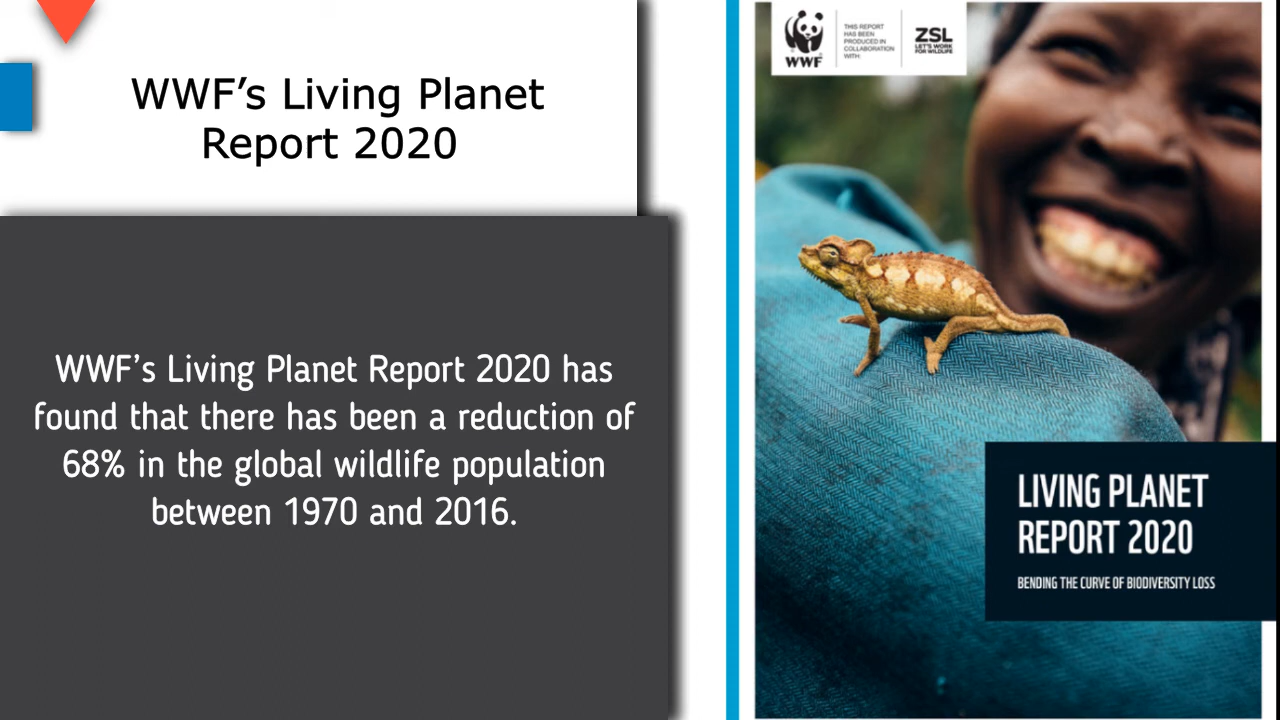 WWF’s Living Planet
Report 2020
WWF’s Living Planet Report 2020 has
found that there has been a reduction of
68% in the global wildlife population
between 1970 and 2016.
WWF
THIS REPORT
HAS BEEN
PRODUCED IN
COLLABORATION
WITH:
ZSL
LET'S WORK
FOR WILDLIFE
LIVING PLANET
REPORT 2020
BENDING THE CURVE OF BIODIVERSITY LOSS